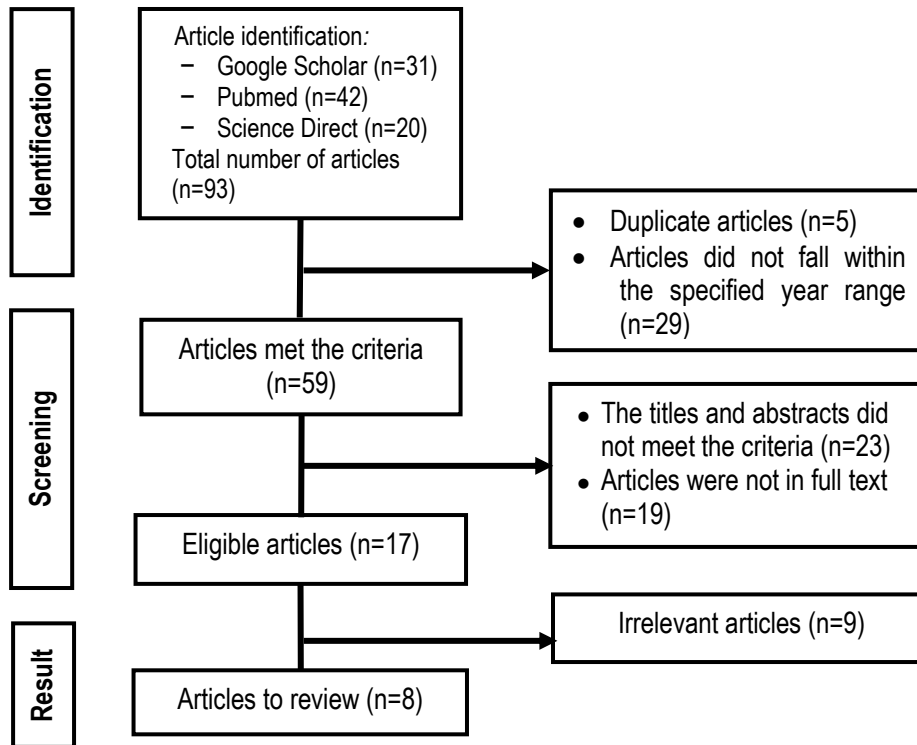 Identification
Article identification:
− Google Scholar (n=31)
− Pubmed (n=42)
− Science Direct (n=20)
Total number of articles
(n=93)
• Duplicate articles (n=5)
• Articles did not fall within
the specified year range
(n=29)
Screening
Articles met the criteria
(n=59)
• The titles and abstracts did
not meet the criteria (n=23)
• Articles were not in full text
(n=19)
Eligible articles (n=17)
Irrelevant articles (n=9)
Result
Articles to review (n=8)